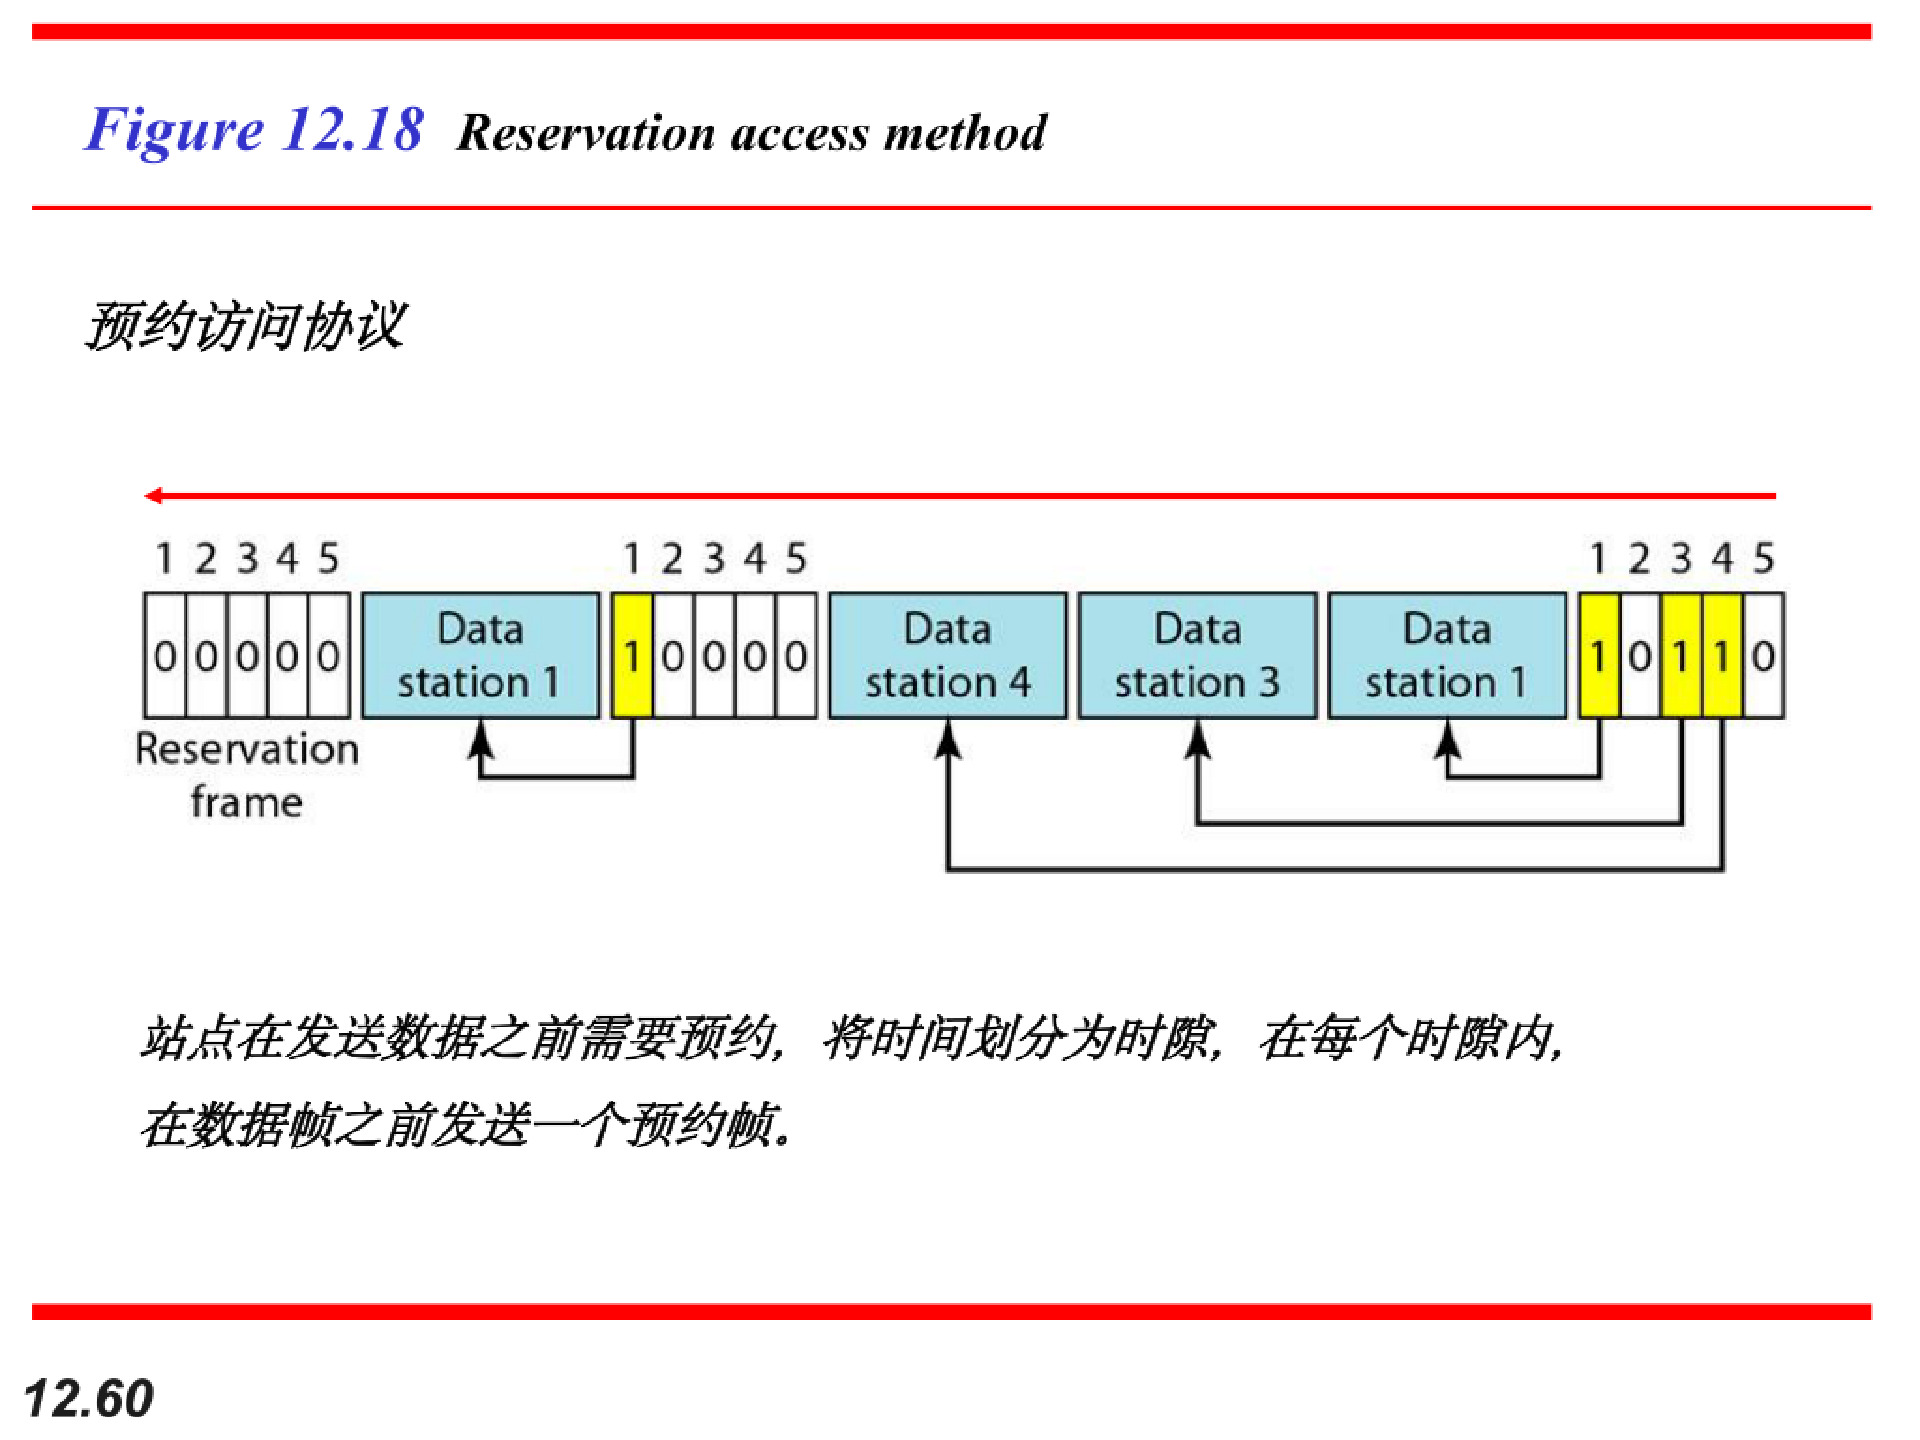 Figure 12.18 Reservation access method
预约访问协议
1 2 3 4 5 1 2 3 4 5 1 2 3 4 5
0 0 0 0 0 Data station 1 1 0 0 0 0 Data station 4 Data station 3 Data station 1 1 0 1 1 0
Reservation
frame
站点在发送数据之前需要预约，将时间划分为时隙，在每个时隙内，
在数据帧之前发送一个预约帧。
12.60